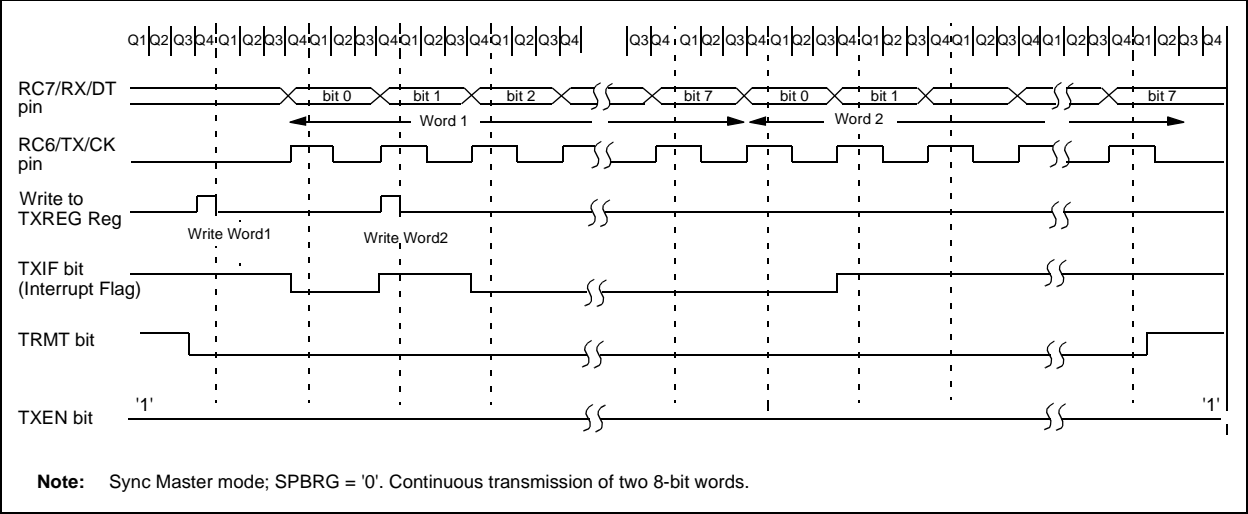 Q1 Q2 Q3 Q4 Q1 Q2 Q3 Q4 Q1 Q2 Q3 Q4 Q1 Q2 Q3 Q4 Q1 Q2 Q3 Q4 Q3 Q4 Q1 Q2 Q3 Q4 Q1 Q2 Q3 Q4 Q1 Q2 Q3 Q4 Q1 Q2 Q3 Q4 Q1 Q2 Q3 Q4 Q1 Q2 Q3 Q4
RC7/RX/DT
pin
bit 0 bit 1 bit 2 bit 7 bit 0 bit 1 bit 7
Word 1 Word 2
RC6/TX/CK
pin
Write to
TXREG Reg
Write Word1 Write Word2
TXIF bit
(Interrupt Flag)
TRMT bit
'1' '1'
TXEN bit
Note: Sync Master mode; SPBRG = '0'. Continuous transmission of two 8-bit words.